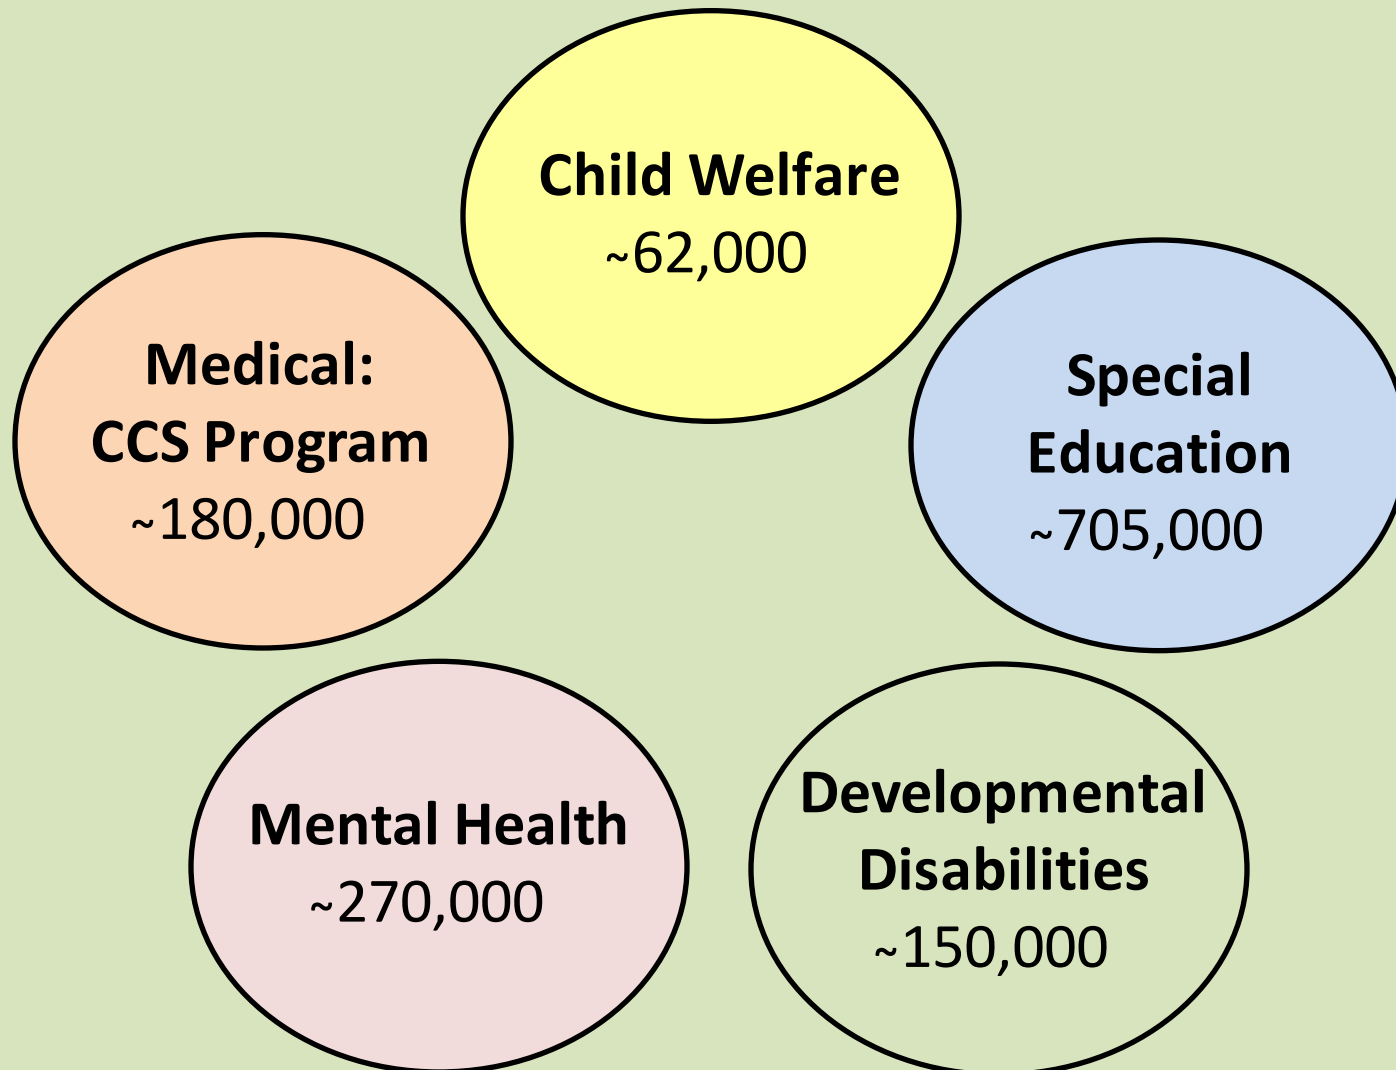 Child Welfare
~62,000
Medical:
CCS Program
~180,000
Special
Education
~705,000
Mental Health
~270,000
Developmental
Disabilities
~150,000